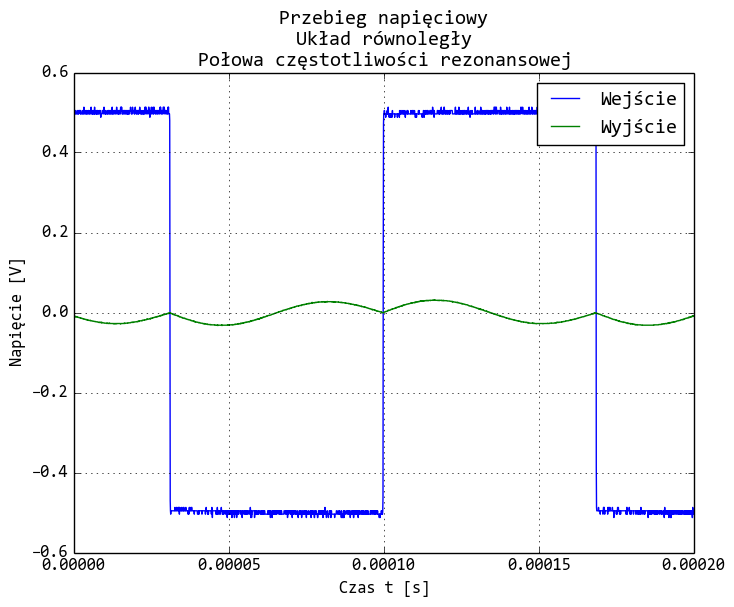 Przebieg napięciowy
Układ równoległy
Połowa częstotliwości rezonansowej
Wejście
Wyjście
Napięcie [V]
0.6
0.4
0.2
0.0
−0.2
−0.4
−0.6
0.00000 0.00005 0.00010 0.00015 0.00020
Czas t [s]